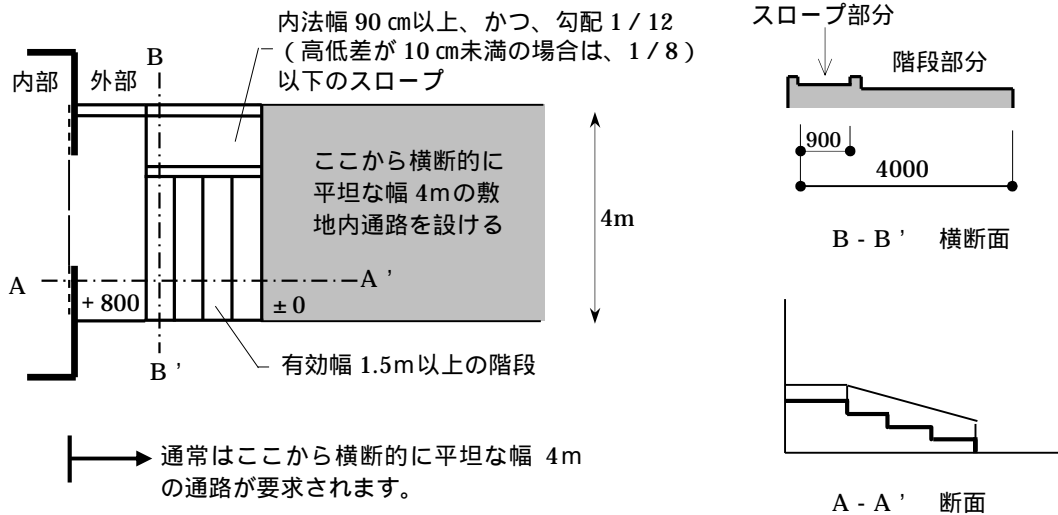 内法幅 90 ㎝以上、かつ、勾配 1 / 12
( 高低差が 10 ㎝未満の場合は、1 / 8 )
以下のスロープ
B
内部
外部
ここから横断的に
平坦な幅 4ｍの敷
地内通路を設ける
4m
A
A '
+ 800
± 0
B '
有効幅 1.5ｍ以上の階段
通常はここから横断的に平坦な幅 4ｍ
の通路が要求されます。
スロープ部分
階段部分
900
4000
B - B ' 横断面
A - A ' 断面